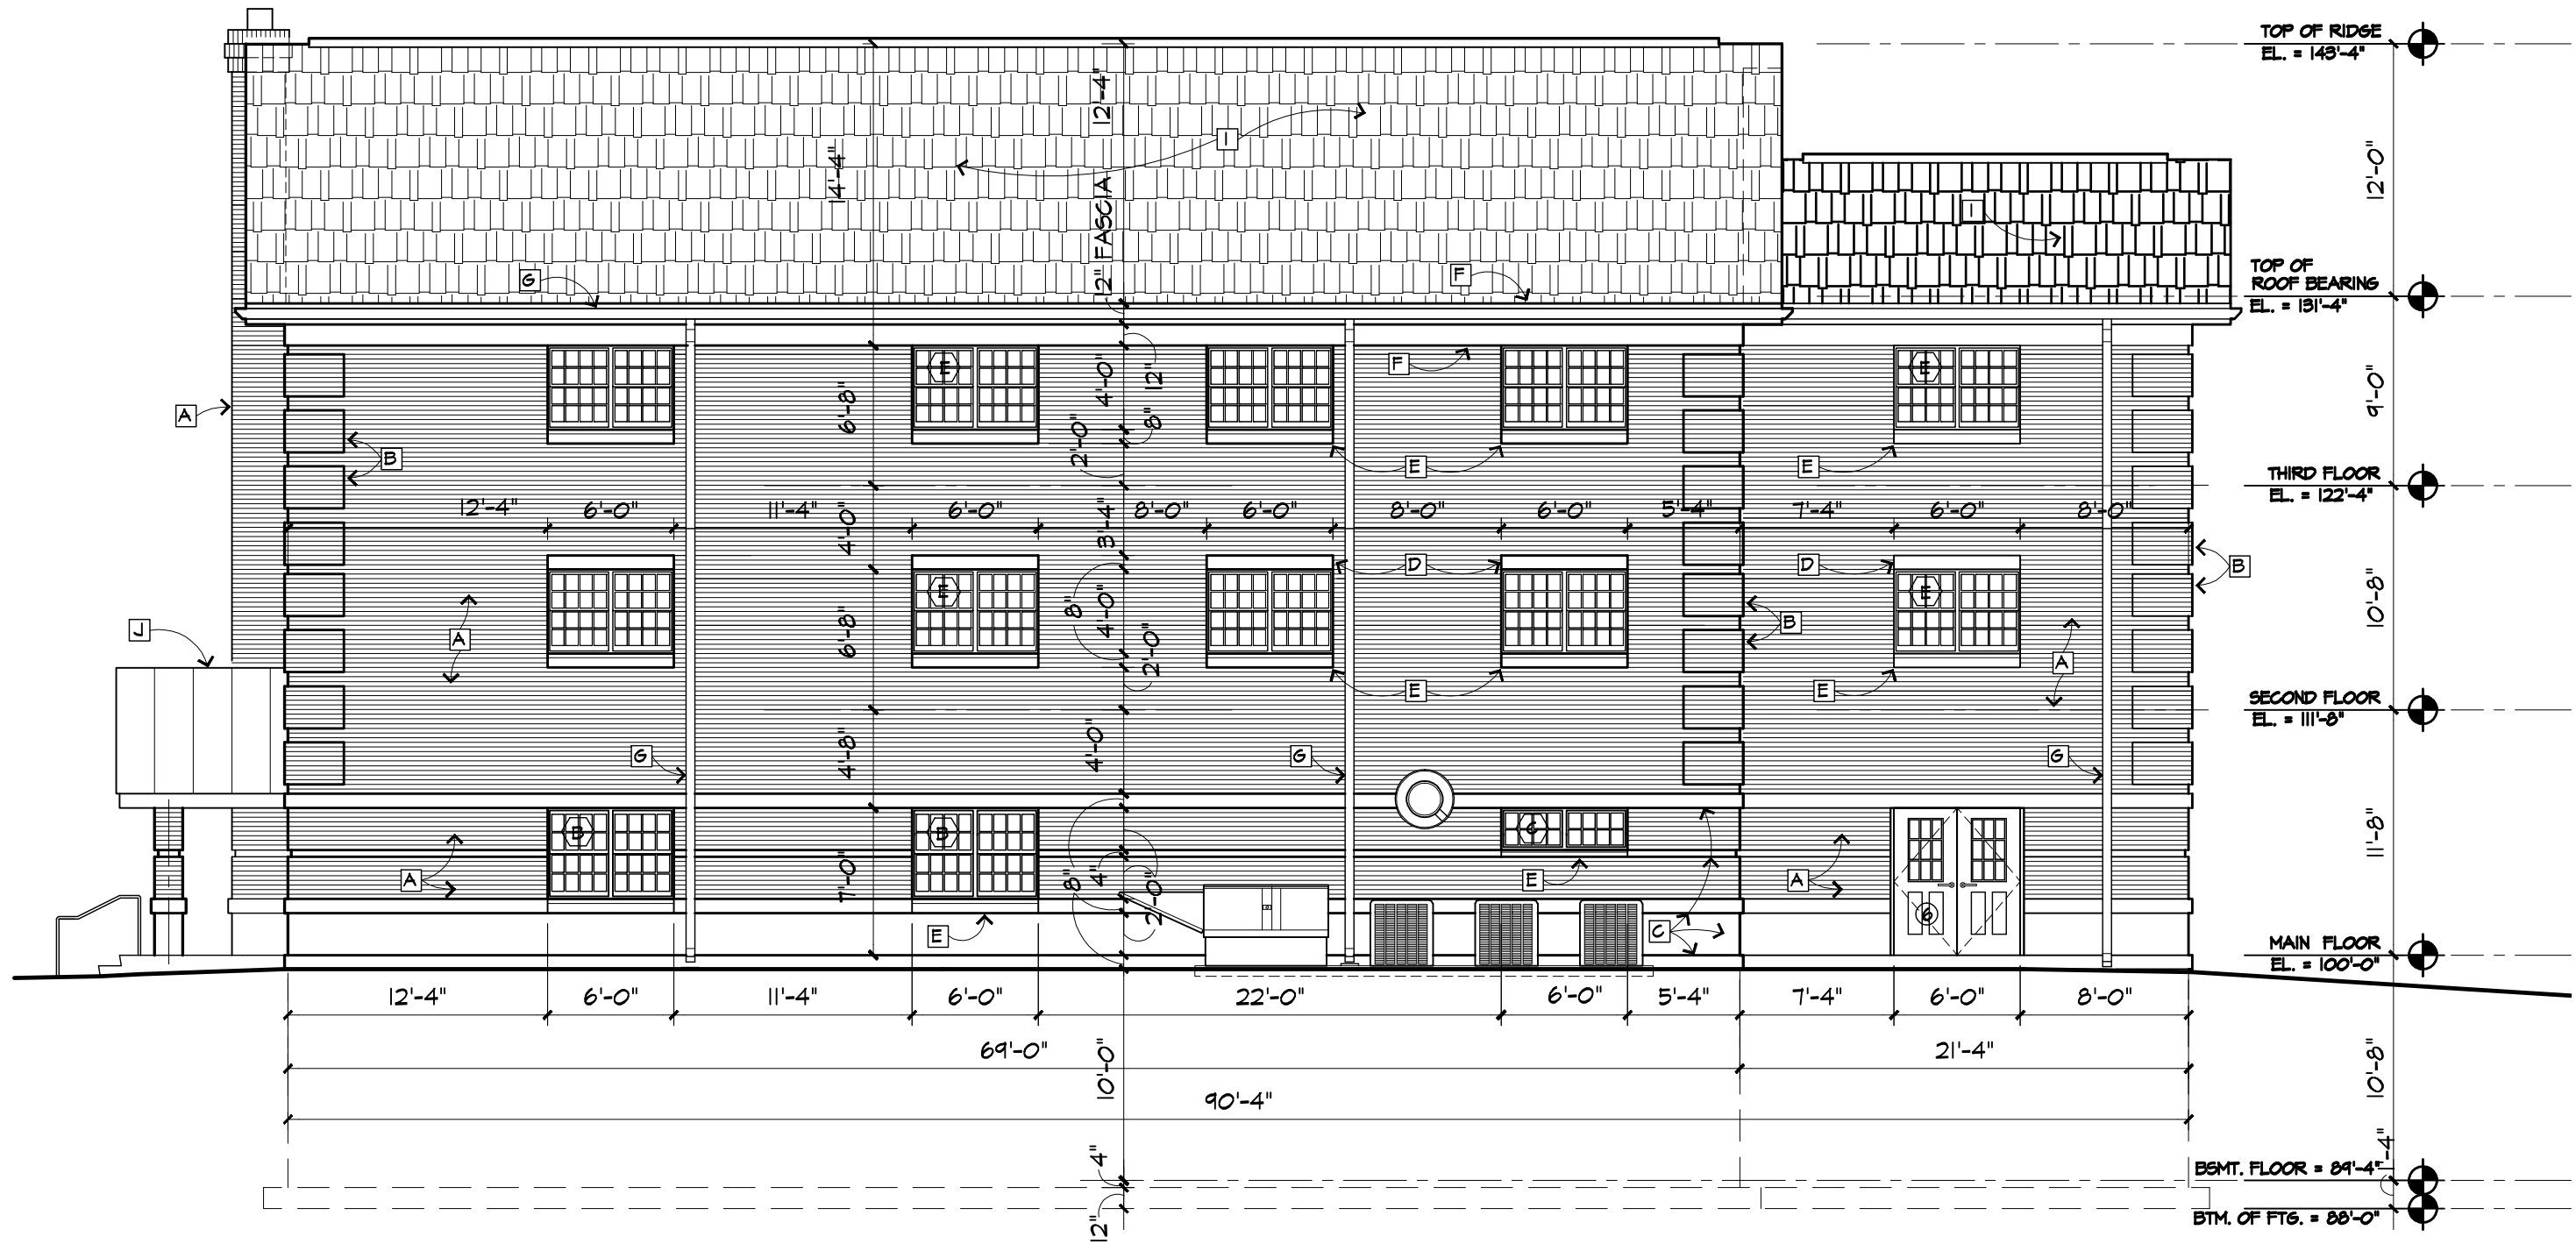 TOP OF RIDGE
EL. = 143'-4"
12'-4"
14'-4"
I
12'-0"
I
12" FASCIA
G
F
TOP OF
ROOF BEARING
EL. = 131'-4"
E
F
E
4'-0"
12"
6'-8"
9'-0"
A
8"
2'-0"
B
E
E
THIRD FLOOR
EL. = 122'-4"
12'-4"
6'-0"
11'-4"
6'-0"
8'-0"
6'-0"
8'-0"
6'-0"
5'-4"
7'-4"
6'-0"
8'-0"
4'-0"
3'-4"
D
D
B
E
E
8"
4'-0"
10'-8"
J
A
6'-8"
2'-0"
B
A
E
E
SECOND FLOOR
EL. = 111'-8"
G
4'-8"
4'-0"
G
G
B
B
C
11'-8"
A
7'-0"
8"
4"
2'-0"
E
A
6
E
C
MAIN FLOOR
EL. = 100'-0"
12'-4"
6'-0"
11'-4"
6'-0"
22'-0"
6'-0"
5'-4"
7'-4"
6'-0"
8'-0"
69'-0"
10'-0"
21'-4"
10'-8"
90'-4"
4"
1'-4"
BSMT. FLOOR = 89'-4"
12"
BTM. OF FTG. = 88'-0"